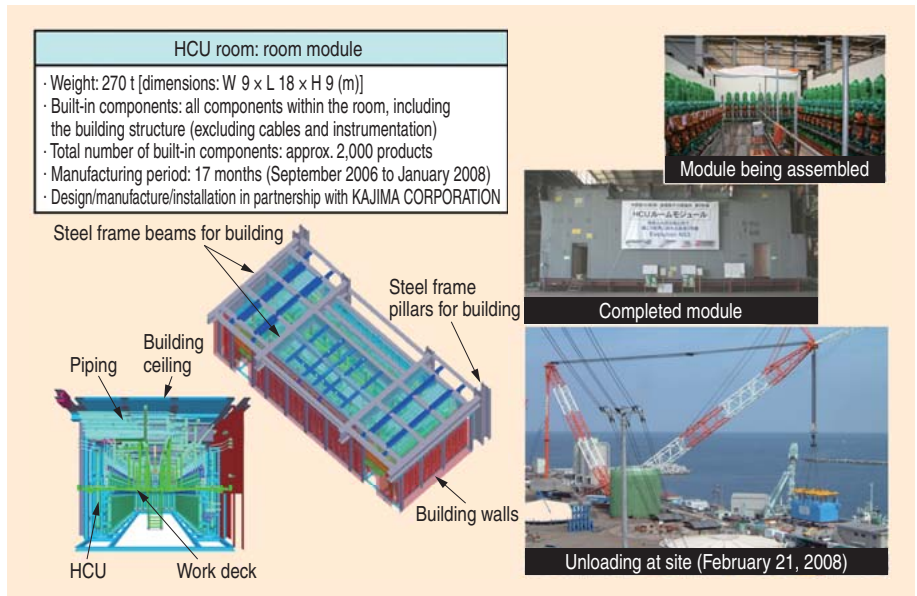 HCU room: room module
· Weight: 270 t [dimensions: W 9 × L 18 × H 9 (m)]
· Built-in components: all components within the room, including
the building structure (excluding cables and instrumentation)
· Total number of built-in components: approx. 2,000 products
· Manufacturing period: 17 months (September 2006 to January 2008)
· Design/manufacture/installation in partnership with KAJIMA CORPORATION
Module being assembled
HCUルームモジュール
Completed module
Steel frame beams for building
Steel frame
pillars for building
Building
ceiling
Piping
Building walls
HCU
Work deck
Unloading at site (February 21, 2008)